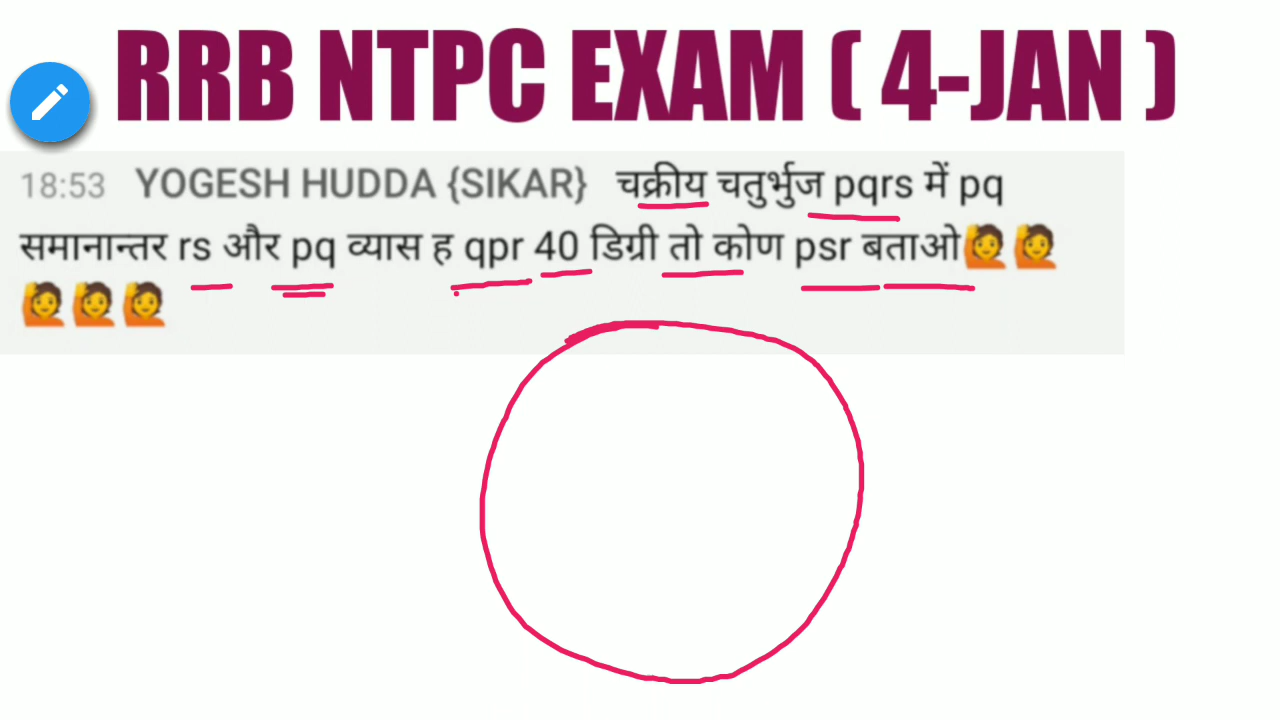 RRB NTPC EXAM ( 4-JAN )
18:53 YOGESH HUDDA {SIKAR} चक्रीय चतुर्भुज pqrs में pq
समानान्तर rs और pq व्यास ह qpr 40 डिग्री तो कोण psr बताओ🙋🙋
🙋🙋🙋